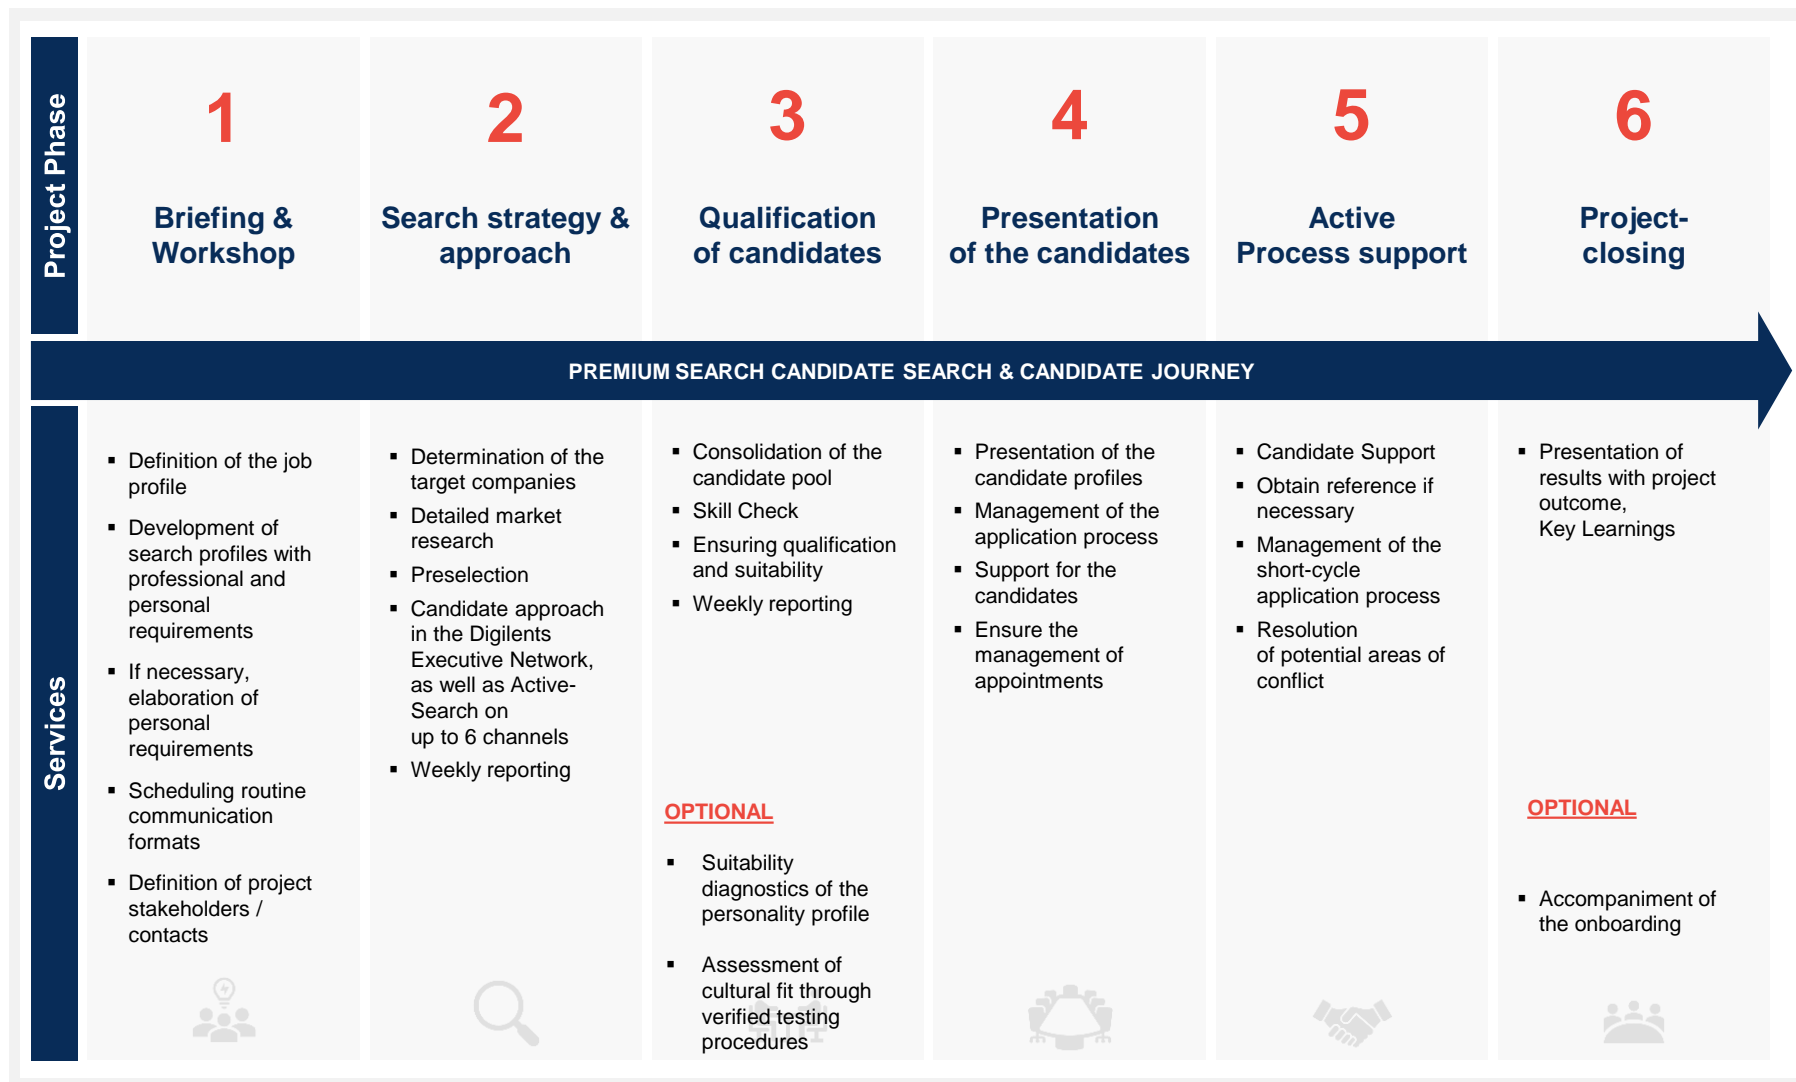 Project Phase
1
Briefing &
Workshop
2
Search strategy &
approach
3
Qualification
of candidates
4
Presentation
of the candidates
5
Active
Process support
6
Project-
closing
PREMIUM SEARCH CANDIDATE SEARCH & CANDIDATE JOURNEY
Services
▪ Definition of the job
profile
▪ Development of
search profiles with
professional and
personal
requirements
▪ If necessary,
elaboration of
personal
requirements
▪ Scheduling routine
communication
formats
▪ Definition of project
stakeholders /
contacts
▪ Determination of the
target companies
▪ Detailed market
research
▪ Preselection
▪ Candidate approach
in the Digilents
Executive Network,
as well as Active-
Search on
up to 6 channels
▪ Weekly reporting
▪ Consolidation of the
candidate pool
▪ Skill Check
▪ Ensuring qualification
and suitability
▪ Weekly reporting
OPTIONAL
▪ Suitability
diagnostics of the
personality profile
▪ Assessment of
cultural fit through
verified testing
procedures
▪ Presentation of the
candidate profiles
▪ Management of the
application process
▪ Support for the
candidates
▪ Ensure the
management of
appointments
▪ Candidate Support
▪ Obtain reference if
necessary
▪ Management of the
short-cycle
application process
▪ Resolution
of potential areas of
conflict
▪ Presentation of
results with project
outcome,
Key Learnings
OPTIONAL
▪ Accompaniment of
the onboarding